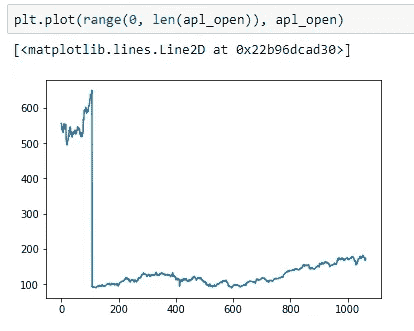 plt.plot(range(0, len(apl_open)), apl_open)
[<matplotlib.lines.Line2D at 0x22b96dcad30>]
600
500
400
300
200
100
0 200 400 600 800 1000